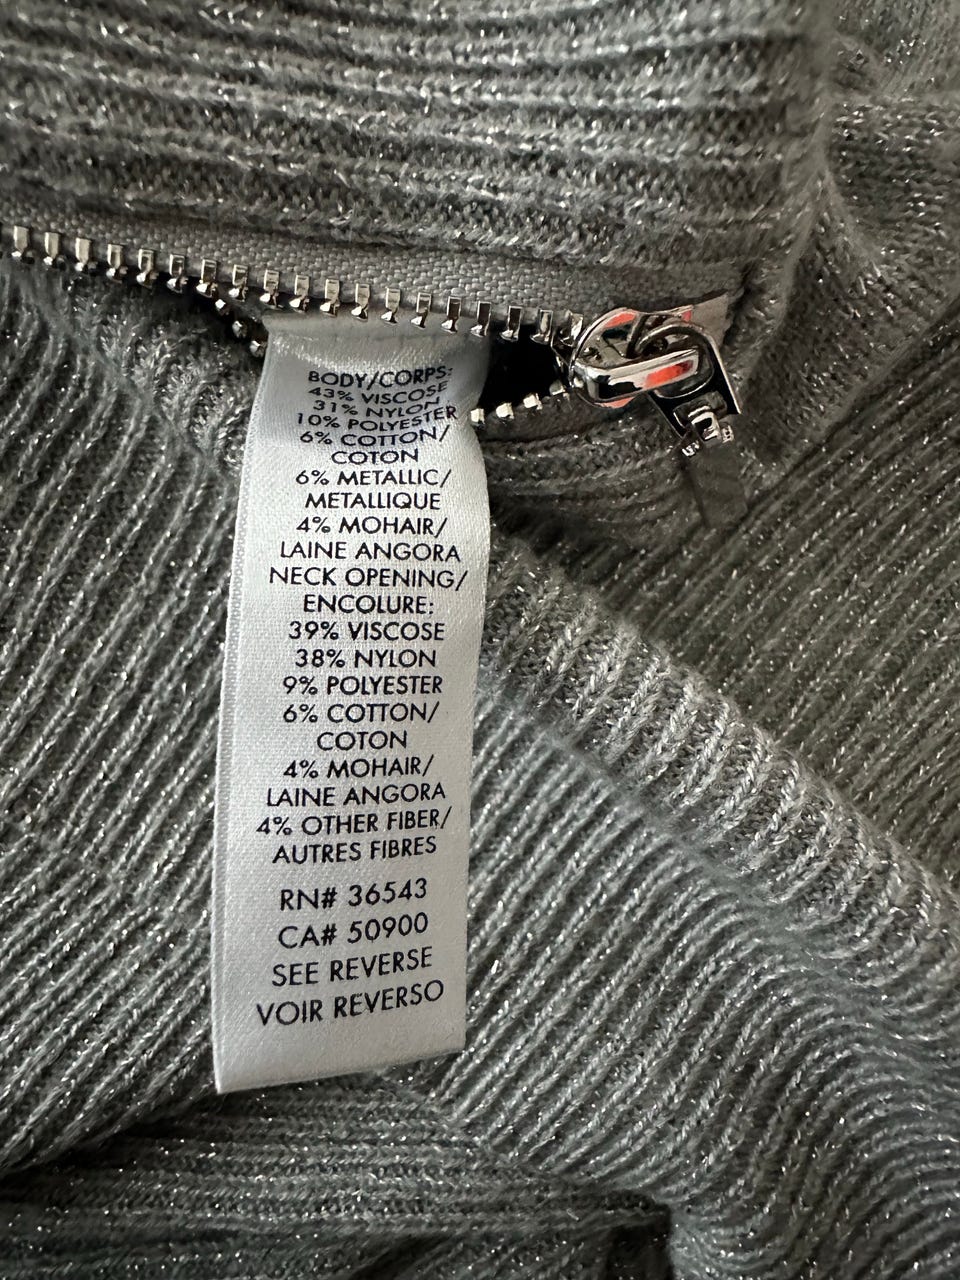 BODY/CORPS:
43% VISCOSE
31% NYLON
10% POLYESTER
6% COTTON/
COTON
6% METALLIC/
METALLIQUE
4% MOHAIR/
LAINE ANGORA
NECK OPENING/
ENCOLURE:
39% VISCOSE
38% NYLON
9% POLYESTER
6% COTTON/
COTON
4% MOHAIR/
LAINE ANGORA
4% OTHER FIBER/
AUTRES FIBRES
RN# 36543
CA# 50900
SEE REVERSE
VOIR REVERSO